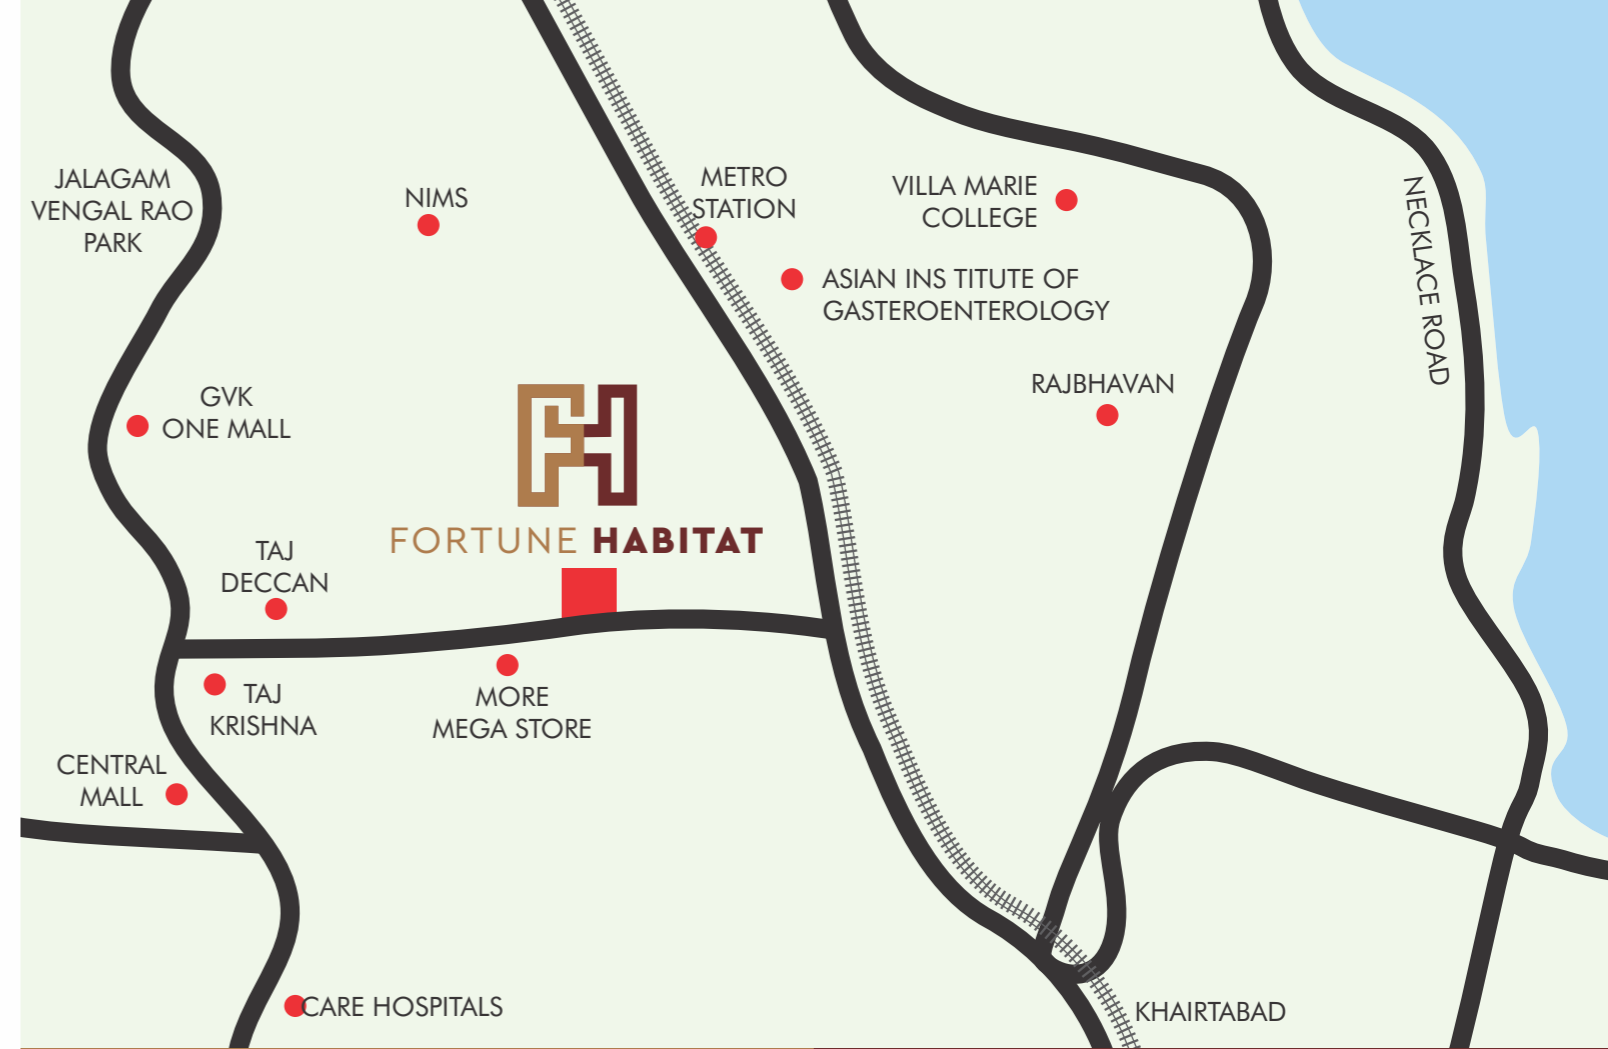 JALAGAM
VENGAL RAO
PARK
NIMS
METRO
STATION
VILLA MARIE
COLLEGE
ASIAN INS TITUTE OF
GASTEROENTEROLOGY
NECKLACE ROAD
RAJBHAVAN
GVK
ONE MALL
FH
FORTUNE HABITAT
TAJ
DECCAN
TAJ
KRISHNA
MORE
MEGA STORE
CENTRAL
MALL
CARE HOSPITALS
KHAIRTABAD